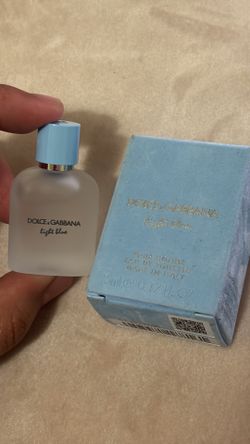 DOLCE & GABBANA
light blue
DOLCE & GABBANA
light blue
POUR HOMME
EAU DE TOILETTE
MADE IN ITALY